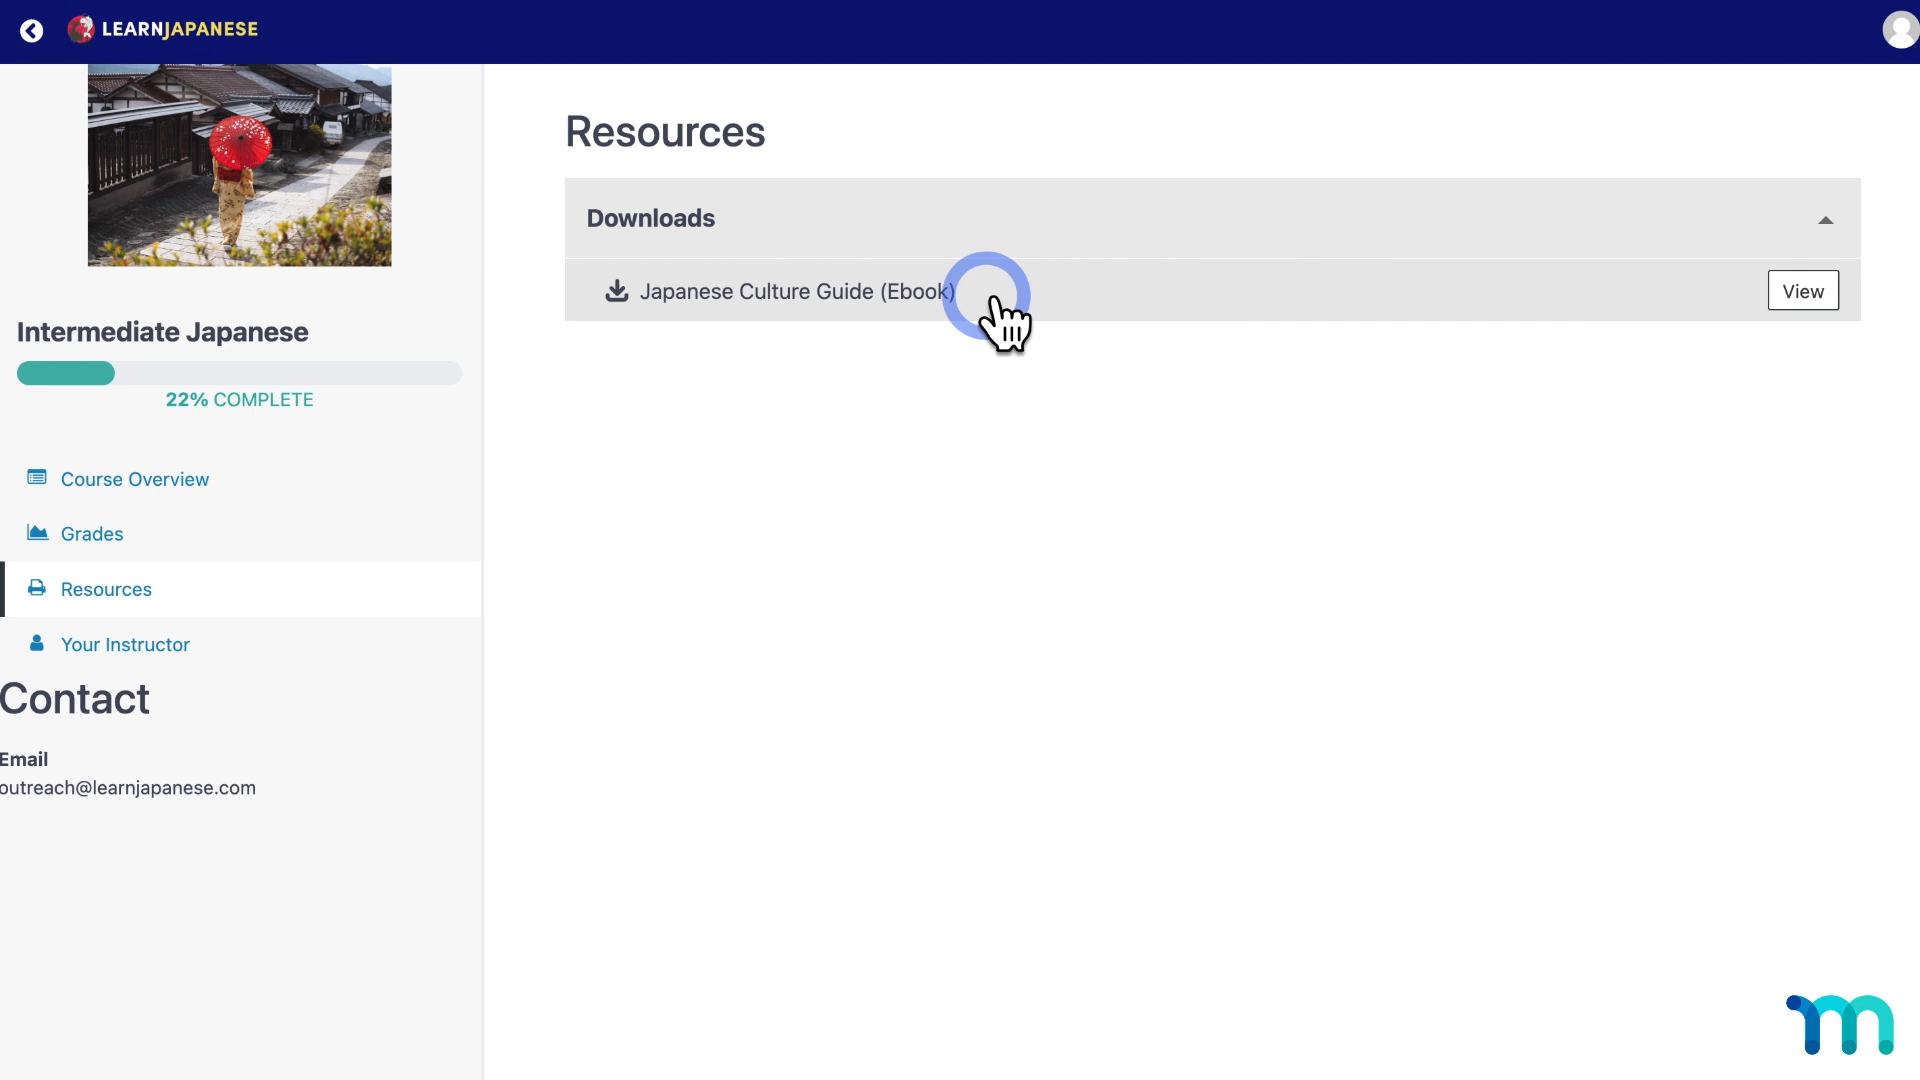 LEARNJAPANESE
Resources
Downloads
Japanese Culture Guide (Ebook)
View
Intermediate Japanese
22% COMPLETE
Course Overview
Grades
Resources
Your Instructor
Contact
Email
outreach@learnjapanese.com